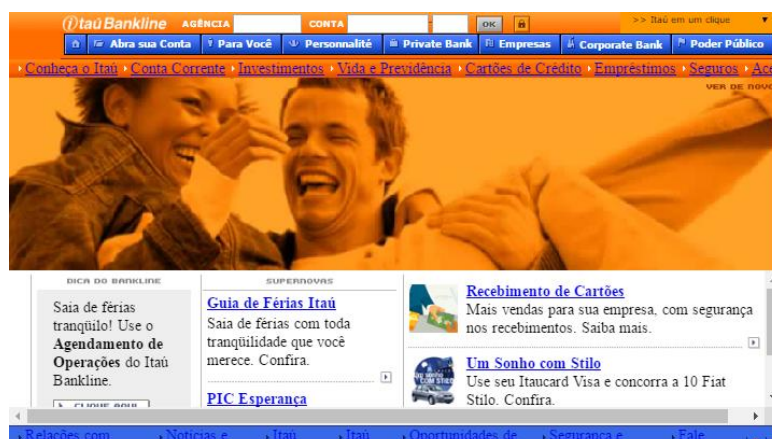 itaú Bankline AGÊNCIA CONTA - OK >> Itaú em um clique
Abra sua Conta Para Você Personnalité Private Bank Empresas Corporate Bank Poder Público
Conheça o Itaú Conta Corrente Investimentos Vida e Previdência Cartões de Crédito Empréstimos Seguros Ace
VER DE NOVO
DICA DO BANKLINE
Saia de férias
tranqüilo! Use o
Agendamento de
Operações do Itaú
Bankline.
CLIQUE AQUI
SUPERNOVAS
Guia de Férias Itaú
Saia de férias com toda
tranqüilidade que você
merece. Confira.
PIC Esperança
Recebimento de Cartões
Mais vendas para sua empresa, com segurança
nos recebimentos. Saiba mais.
Um Sonho com Stilo
Use seu Itaucard Visa e concorra a 10 Fiat
Stilo. Confira.
Relações com Notícias e Itaú Itaú Oportunidades de Segurança e Fale